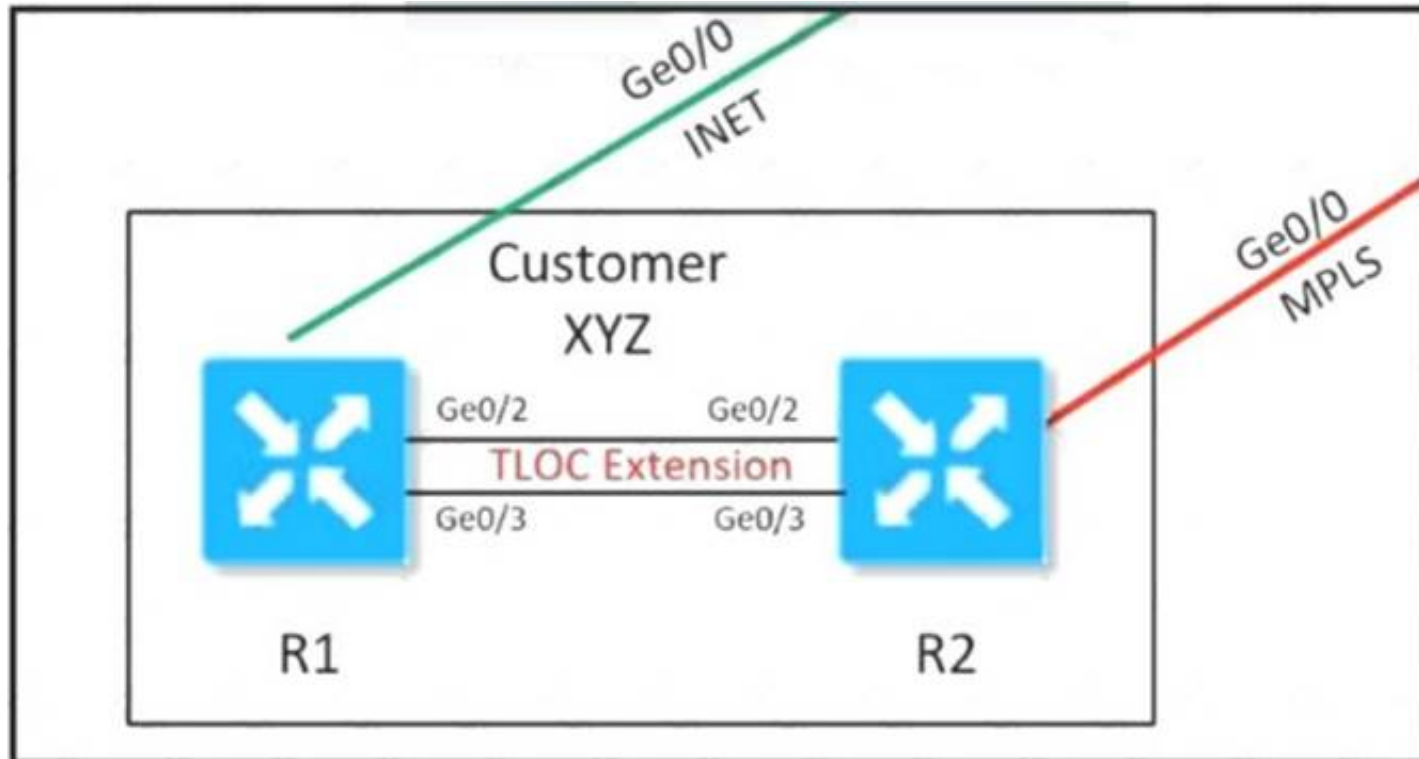 Ge0/0
INET
Ge0/0
MPLS
Customer
XYZ
Ge0/2
Ge0/2
TLOC Extension
Ge0/3
Ge0/3
R1
R2